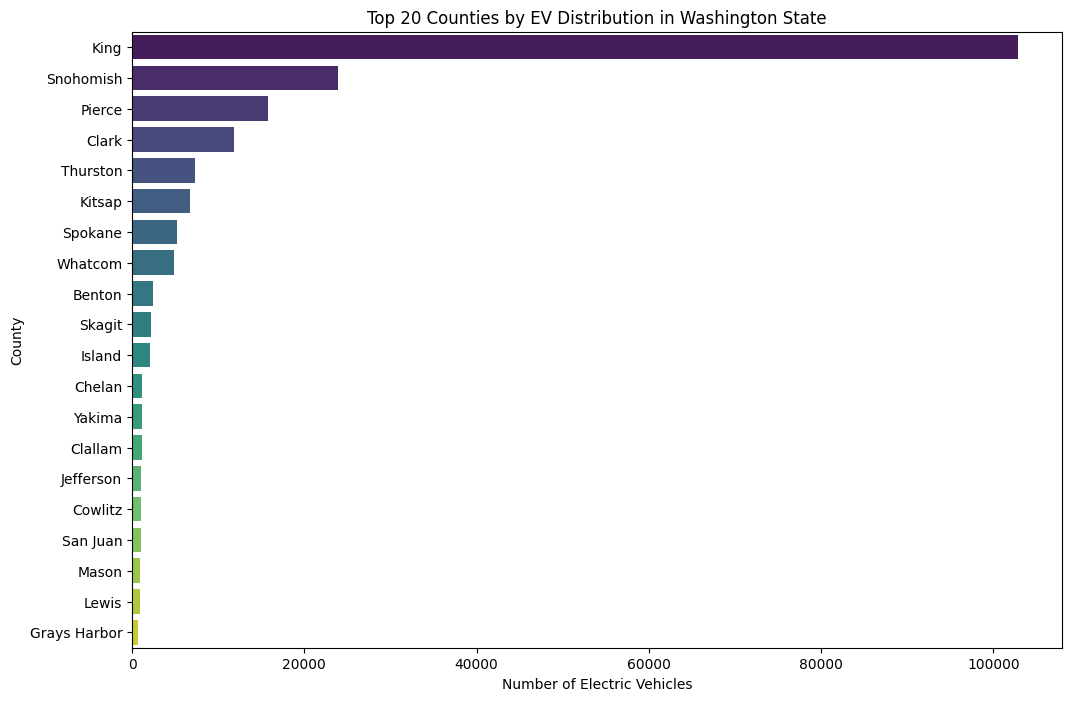 Top 20 Counties by EV Distribution in Washington State
King
Snohomish
Pierce
Clark
Thurston
Kitsap
Spokane
Whatcom
Benton
Skagit
Island
Chelan
Yakima
Clallam
Jefferson
Cowlitz
San Juan
Mason
Lewis
Grays Harbor
County
0 20000 40000 60000 80000 100000
Number of Electric Vehicles